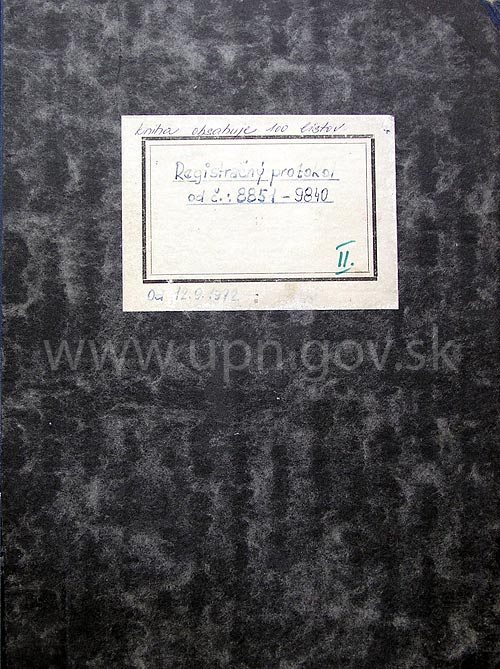 kniha obsahuje 100 listov
Registračný protokol
od č.: 8851 – 9840
II.
Od 12.9.1972 :
www.upn.gov.sk